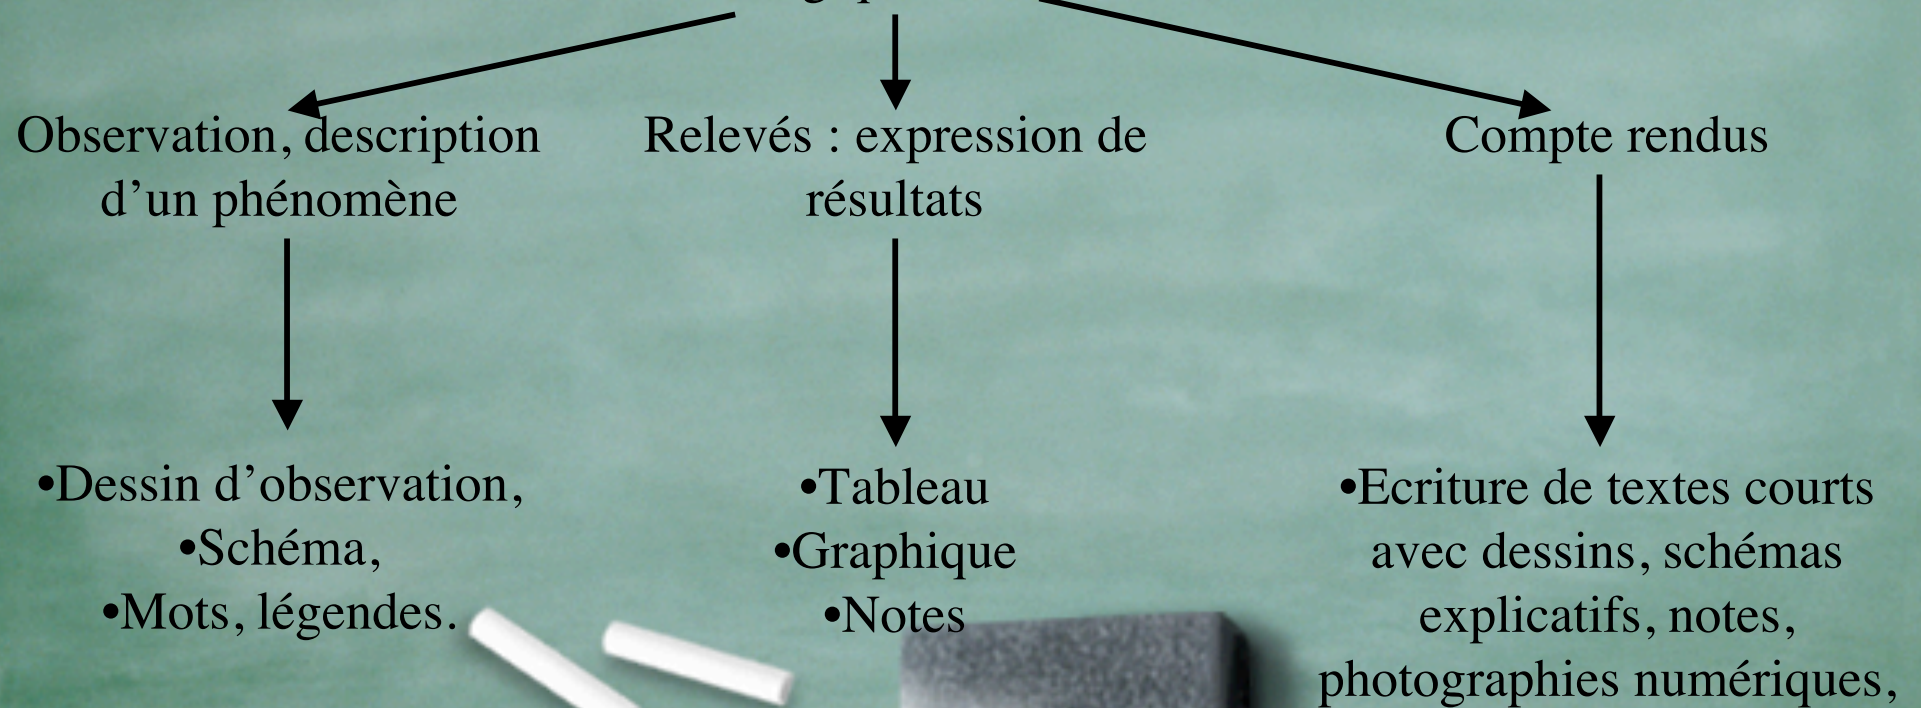 Observation, description
d’un phénomène
Relevés : expression de
résultats
Compte rendus
•Dessin d’observation,
•Schéma,
•Mots, légendes.
•Tableau
•Graphique
•Notes
•Ecriture de textes courts
avec dessins, schémas
explicatifs, notes,
photographies numériques,